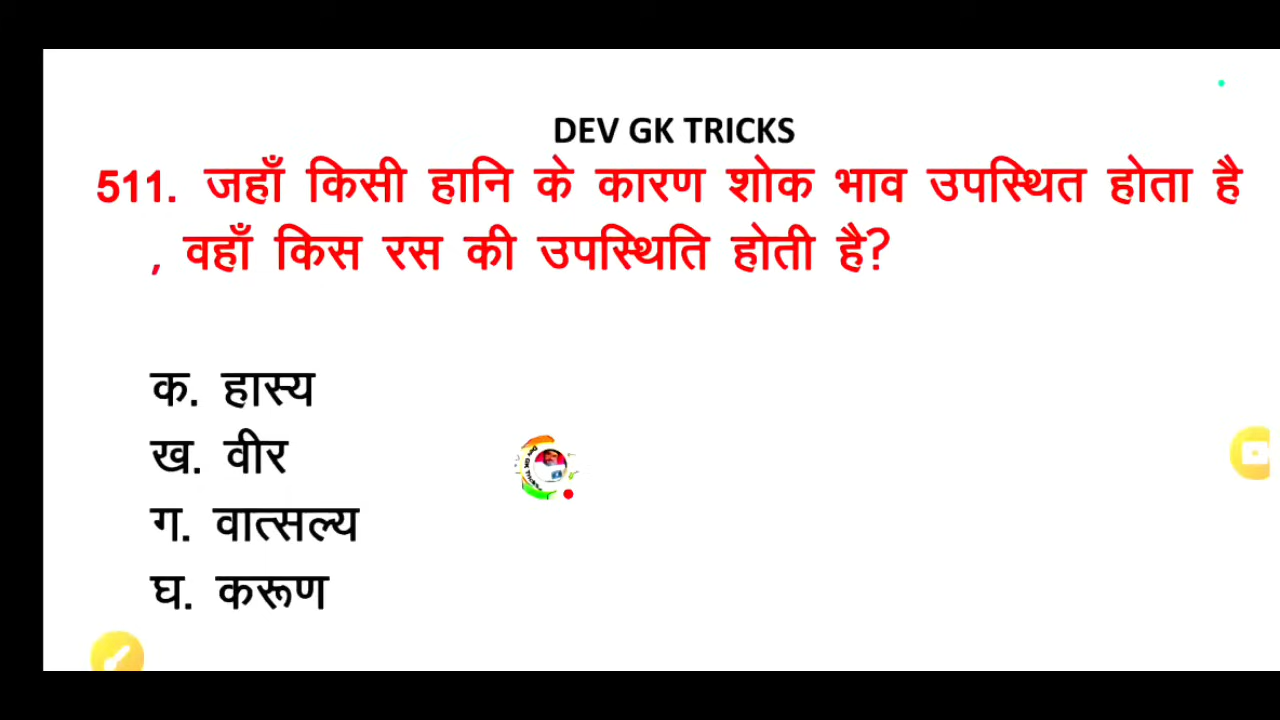 DEV GK TRICKS
511. जहाँ किसी हानि के कारण शोक भाव उपस्थित होता है
, वहाँ किस रस की उपस्थिति होती है?
क. हास्य
ख. वीर
ग. वात्सल्य
घ. करूण